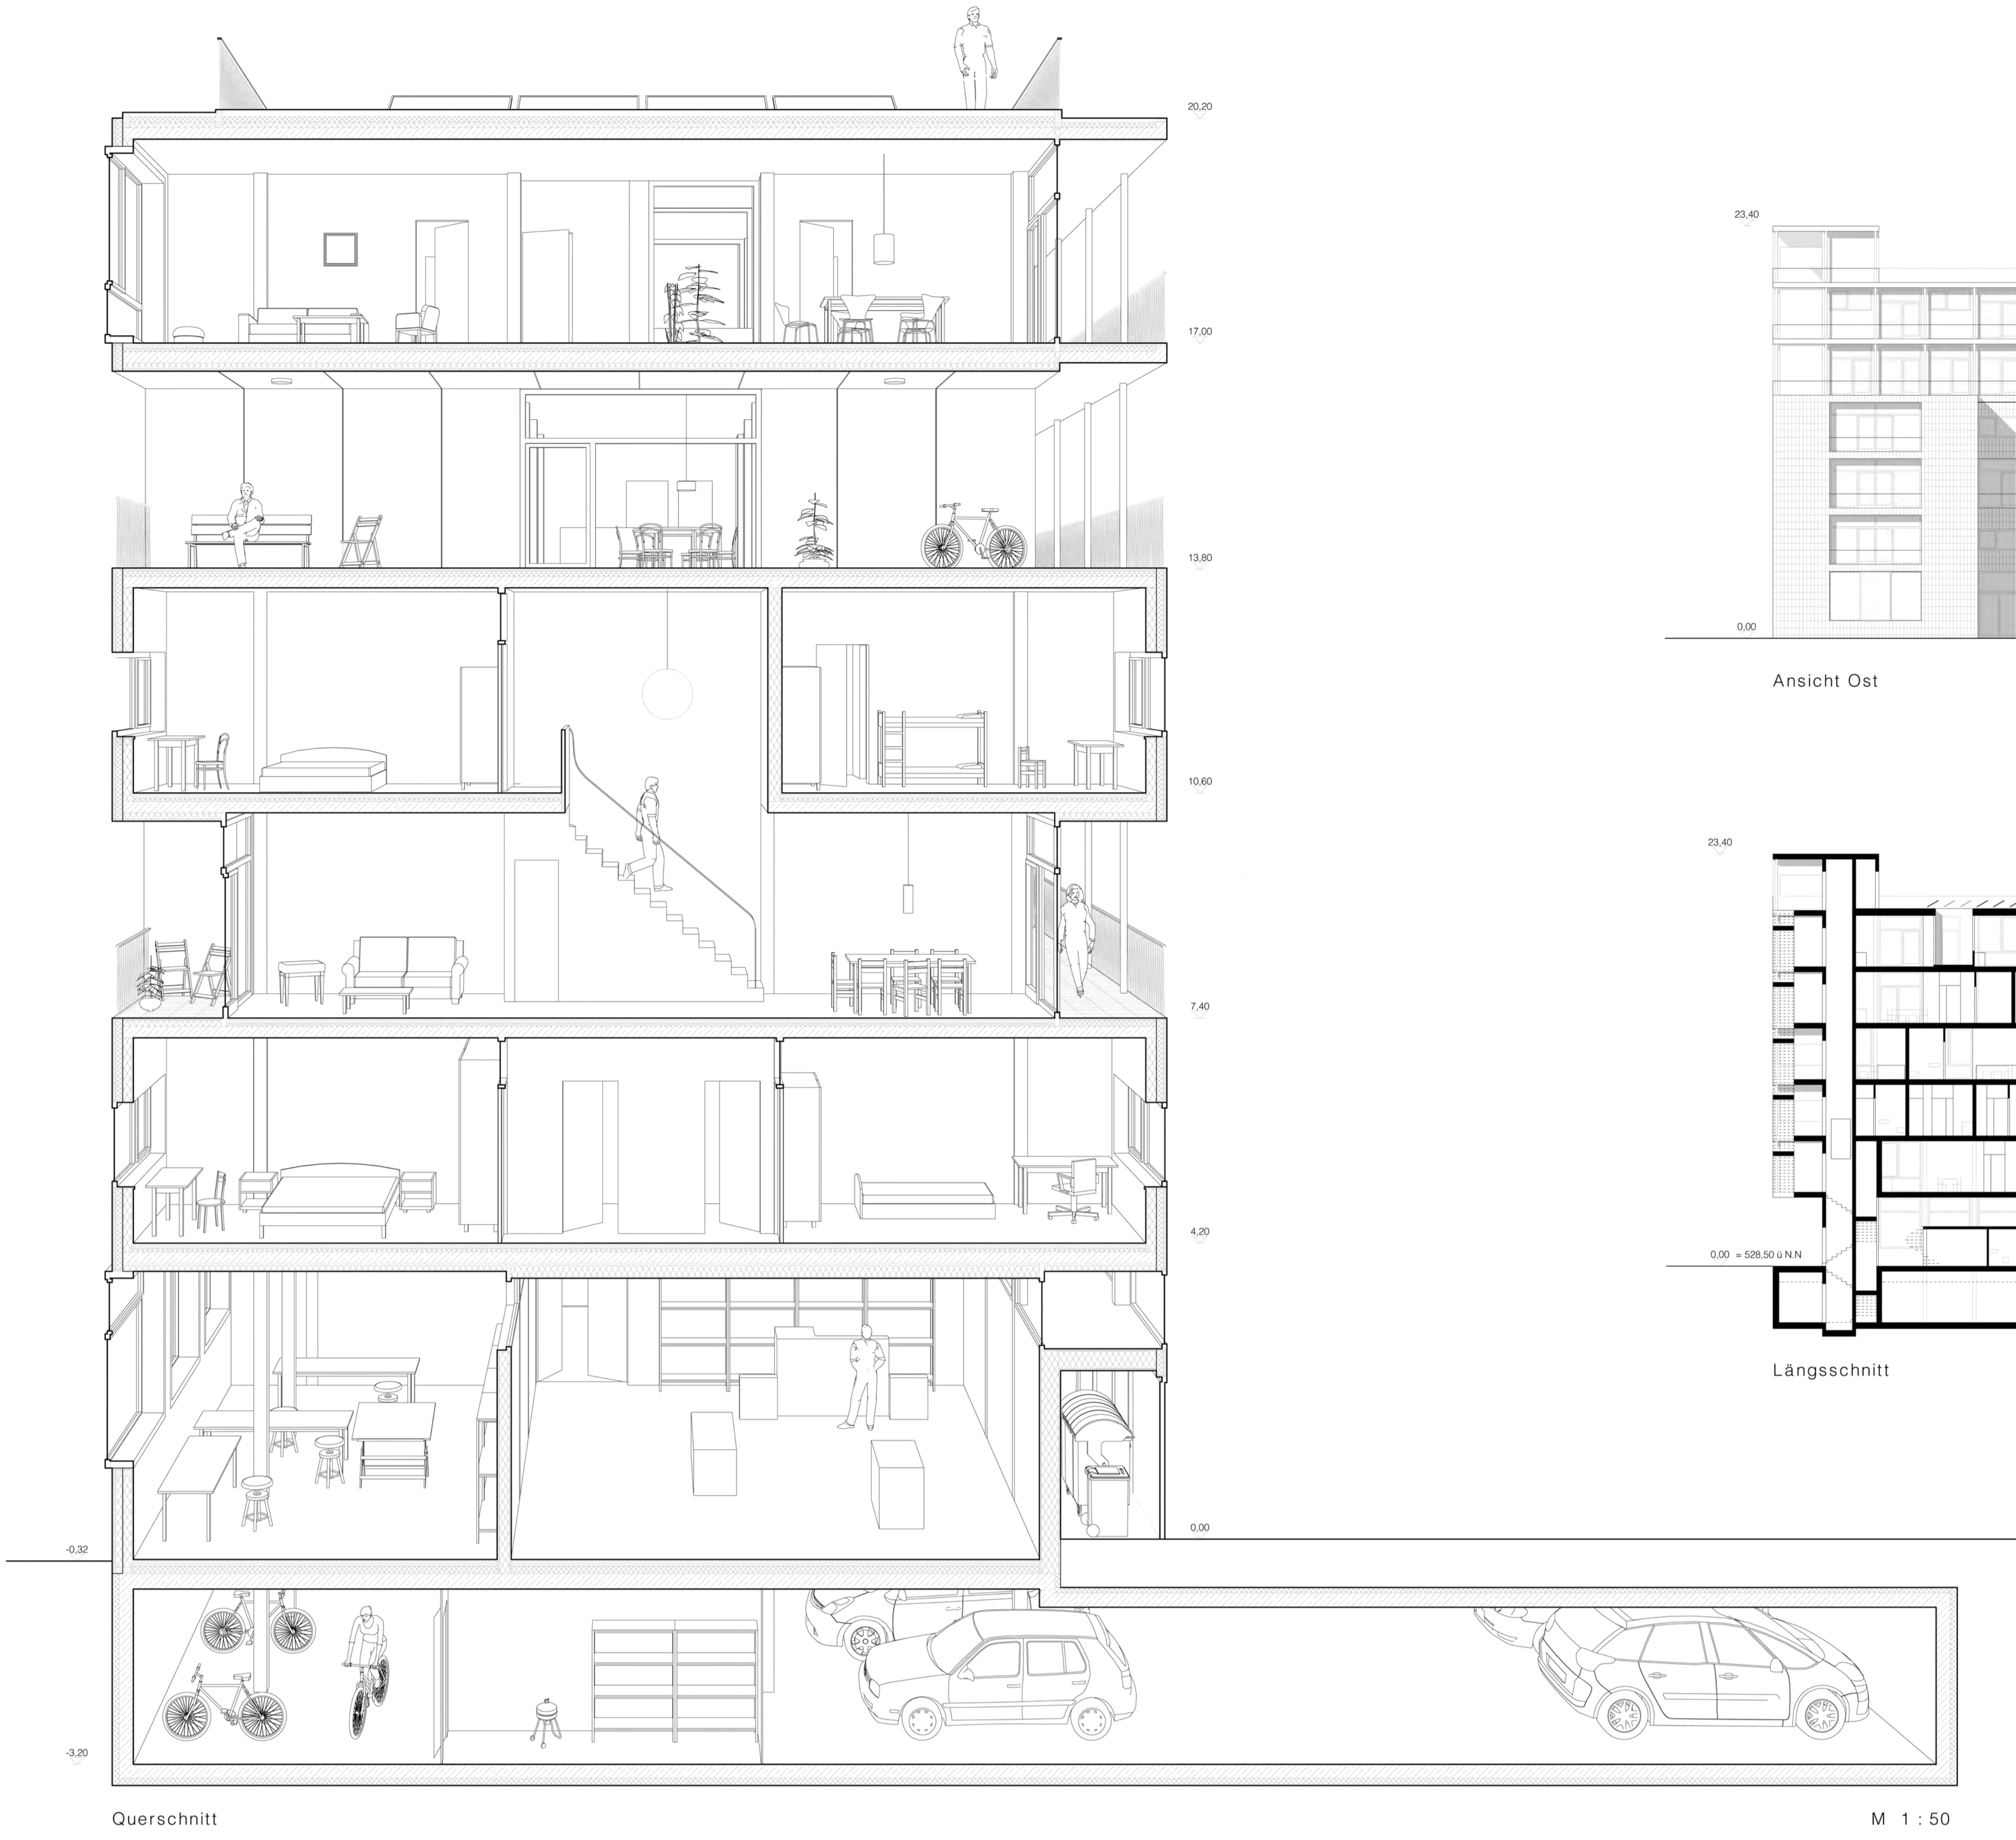 20,20
17,00
13,80
10,60
7,40
4,20
0,00
-0,32
-3,20
Querschnitt
23,40
0,00
Ansicht Ost
23,40
0,00 = 528,50 ü N.N
Längsschnitt
M 1 : 50